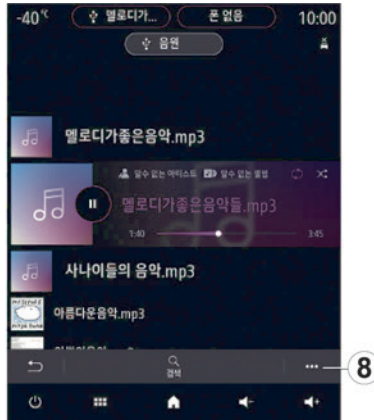 -40°C 멜로디가... 폰 없음 10:00
음원
멜로디가좋은음악.mp3
알수 없는 아티스트 알수 없는 앨범
멜로디가좋은음악들.mp3
1:40 3:45
사나이들의 음악.mp3
아름다운음악.mp3
검색
8